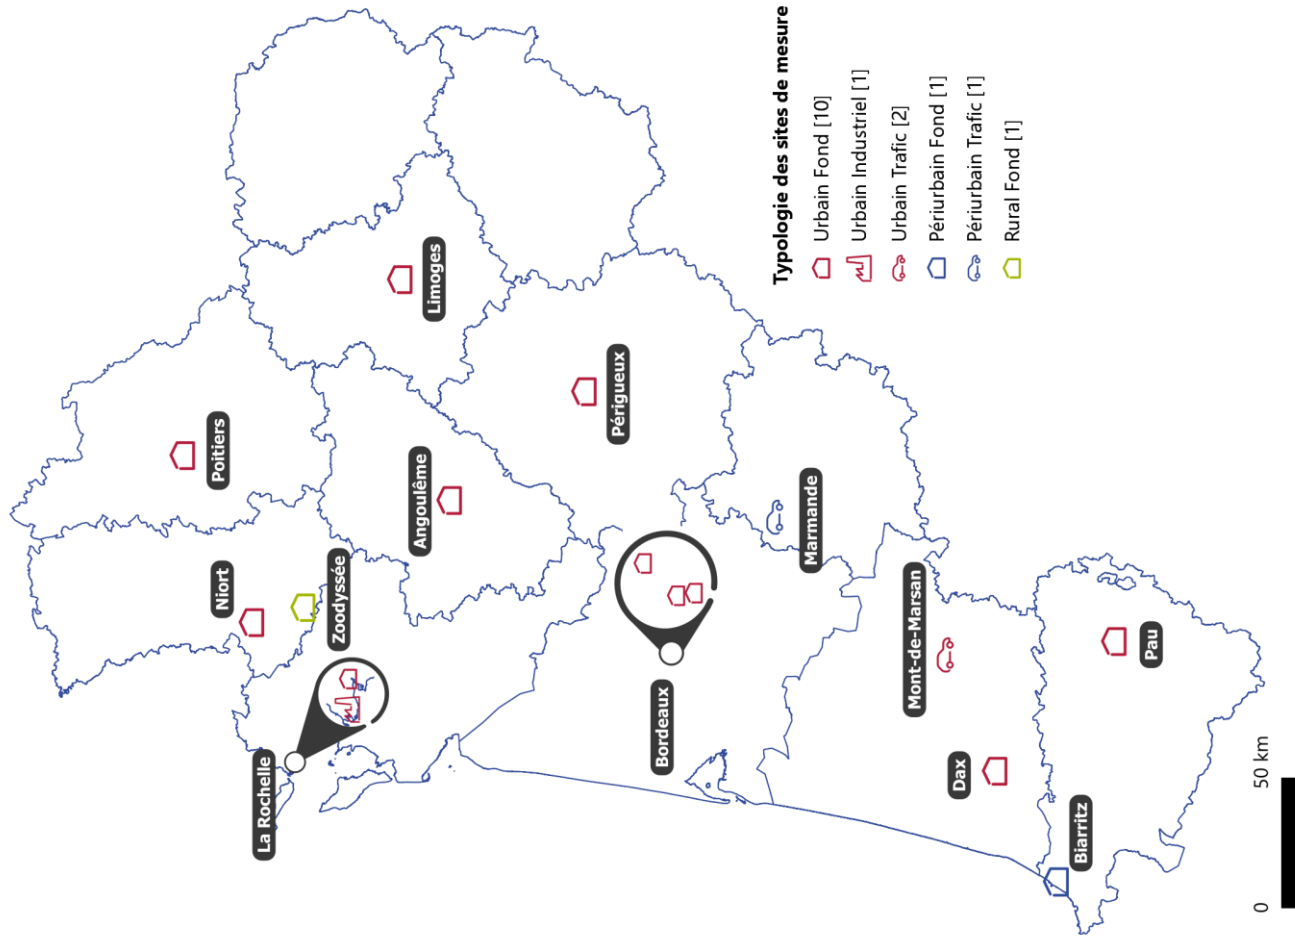 Poitiers
Niort
Zoodyssée
La Rochelle
Limoges
Angoulême
Périgueux
Bordeaux
Marmande
Mont-de-Marsan
Dax
Pau
Biarritz
Typologie des sites de mesure
Urbain Fond [10]
Urbain Industriel [1]
Urbain Trafic [2]
Périurbain Fond [1]
Périurbain Trafic [1]
Rural Fond [1]
0 50 km